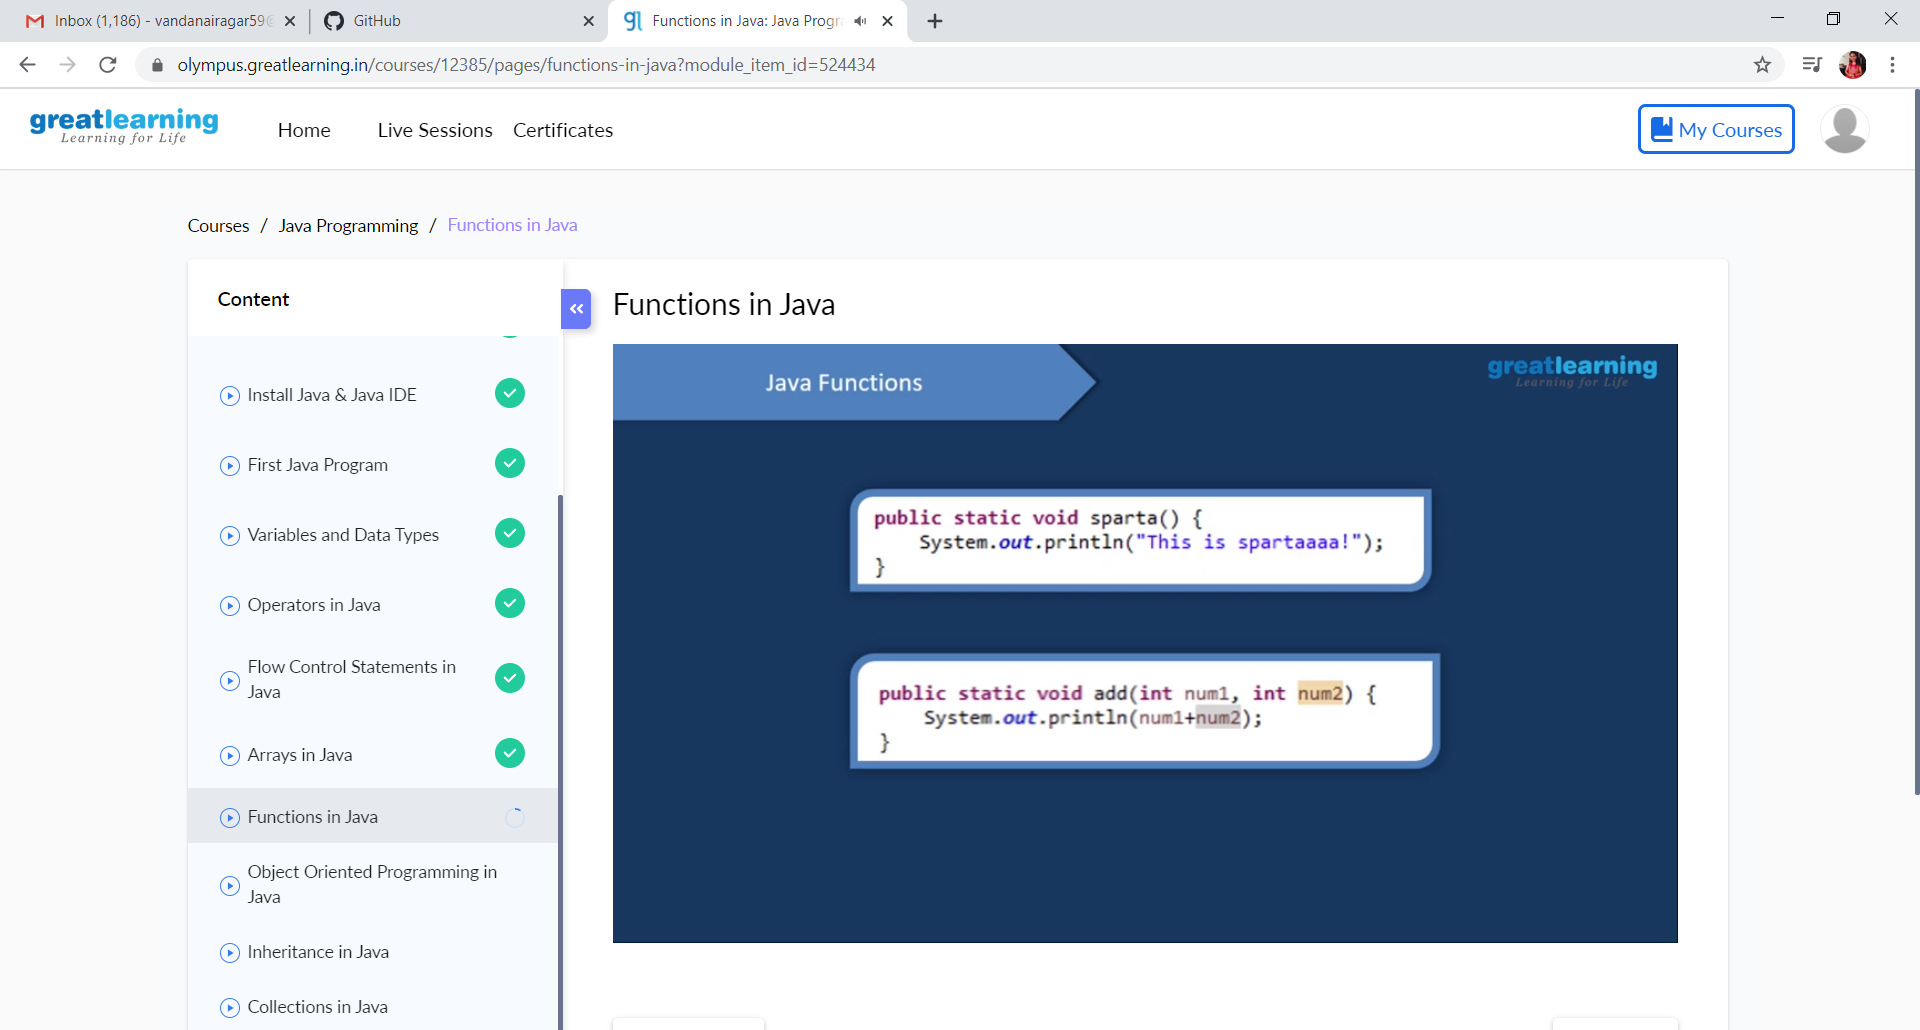 Inbox (1,186) - vandanairagar59@
GitHub
Functions in Java: Java Progra
olympus.greatlearning.in/courses/12385/pages/functions-in-java?module_item_id=524434
greatlearning
Learning for Life
Home
Live Sessions
Certificates
My Courses
Courses / Java Programming / Functions in Java
Content
Install Java & Java IDE
First Java Program
Variables and Data Types
Operators in Java
Flow Control Statements in
Java
Arrays in Java
Functions in Java
Object Oriented Programming in
Java
Inheritance in Java
Collections in Java
Functions in Java
Java Functions
greatlearning
Learning for Life
public static void sparta() {
System.out.println("This is spartaaaa!");
}
public static void add(int num1, int num2) {
System.out.println(num1+num2);
}